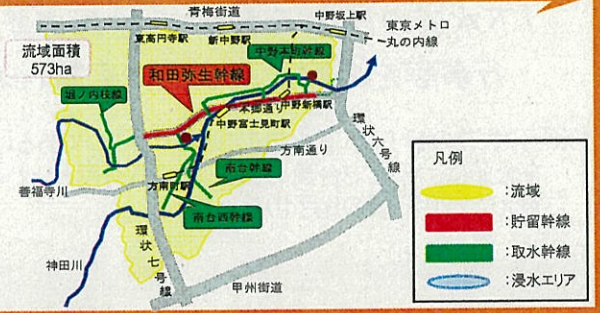 青梅街道
中野坂上駅
東京メトロ
丸の内線
東高円寺駅
新中野駅
流域面積
573ha
中野本町幹線
和田弥生幹線
堀ノ内枝線
本郷通り
中野新橋駅
中野富士見町駅
環状六号線
方南通り
南台幹線
方南町駅
善福寺川
南台西幹線
環状七号線
神田川
甲州街道
凡例
:流域
:貯留幹線
:取水幹線
:浸水エリア